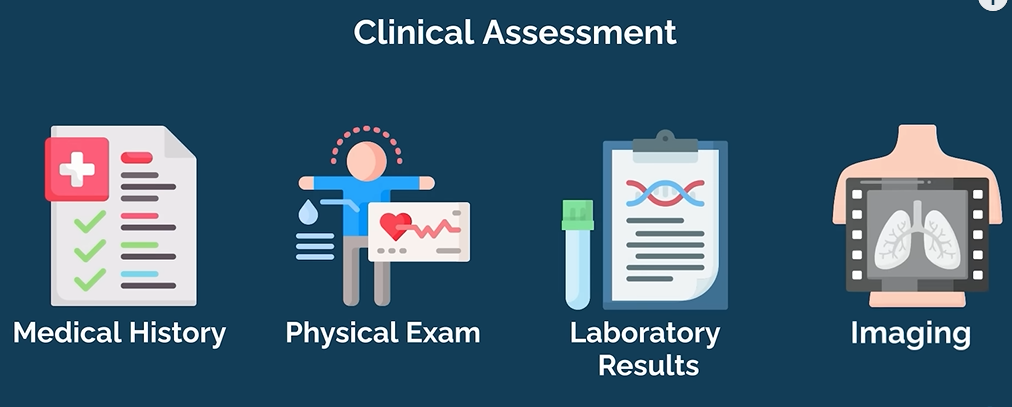 Clinical Assessment
Medical History
Physical Exam
Laboratory
Results
Imaging